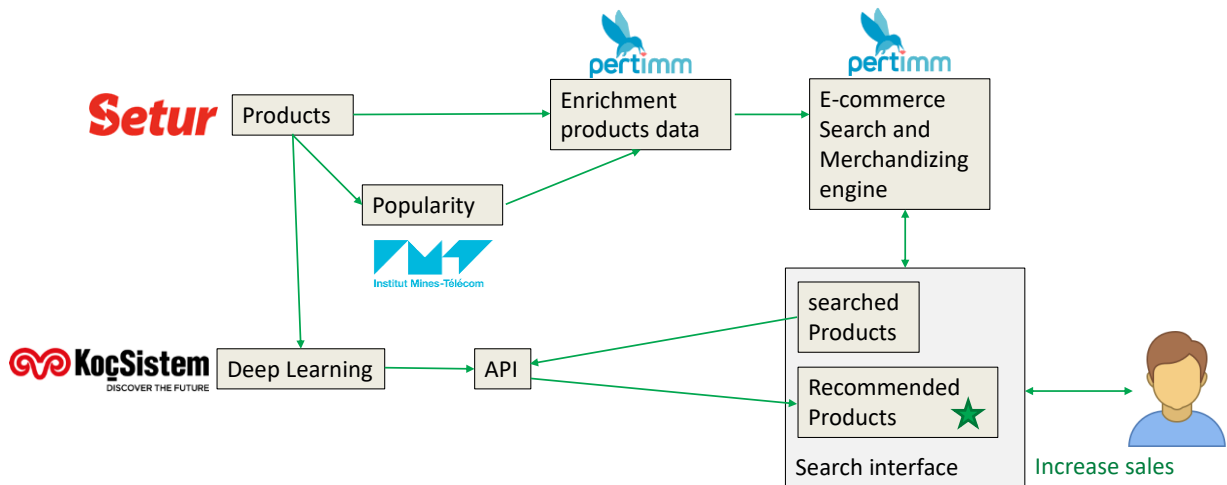 pertimm
pertimm
Setur
Products
Enrichment
products data
E-commerce
Search and
Merchandizing
engine
Popularity
Institut Mines-Télécom
searched
Products
KoçSistem
DISCOVER THE FUTURE
Deep Learning
API
Recommended
Products
Search interface
Increase sales